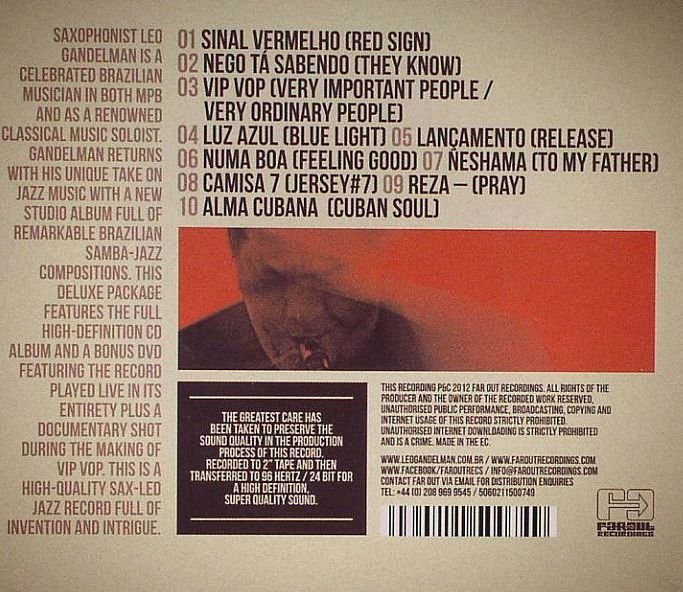 SAXOPHONIST LEO
GANDELMAN IS A
CELEBRATED BRAZILIAN
MUSICIAN IN BOTH MPB
AND AS A RENOWNED
CLASSICAL MUSIC SOLOIST.
GANDELMAN RETURNS
WITH HIS UNIQUE TAKE ON
JAZZ MUSIC WITH A NEW
STUDIO ALBUM FULL OF
REMARKABLE BRAZILIAN
SAMBA-JAZZ
COMPOSITIONS. THIS
DELUXE PACKAGE
FEATURES THE FULL
HIGH-DEFINITION CD
ALBUM AND A BONUS DVD
FEATURING THE RECORD
PLAYED LIVE IN ITS
ENTIRETY PLUS A
DOCUMENTARY SHOT
DURING THE MAKING OF
VIP VOP. THIS IS A
HIGH-QUALITY SAX-LED
JAZZ RECORD FULL OF
INVENTION AND INTRIGUE.
01 SINAL VERMELHO (RED SIGN)
02 NEGO TÁ SABENDO (THEY KNOW)
03 VIP VOP (VERY IMPORTANT PEOPLE /
VERY ORDINARY PEOPLE)
04 LUZ AZUL (BLUE LIGHT) 05 LANÇAMENTO (RELEASE)
06 NUMA BOA (FEELING GOOD) 07 ÑESHAMA (TO MY FATHER)
08 CAMISA 7 (JERSEY#7) 09 REZA – (PRAY)
10 ALMA CUBANA (CUBAN SOUL)
THE GREATEST CARE HAS
BEEN TAKEN TO PRESERVE THE
SOUND QUALITY IN THE PRODUCTION
PROCESS OF THIS RECORD.
RECORDED TO 2" TAPE AND THEN
TRANSFERRED TO 96 HERTZ / 24 BIT FOR
A HIGH DEFINITION,
SUPER QUALITY SOUND.
THIS RECORDING P&C 2012 FAR OUT RECORDINGS. ALL RIGHTS OF THE
PRODUCER AND THE OWNER OF THE RECORDED WORK RESERVED,
UNAUTHORISED PUBLIC PERFORMANCE, BROADCASTING, COPYING AND
INTERNET USAGE OF THIS RECORD STRICTLY PROHIBITED.
UNAUTHORISED INTERNET DOWNLOADING IS STRICTLY PROHIBITED
AND IS A CRIME. MADE IN THE EC.
WWW.LEOGANDELMAN.COM.BR / WWW.FAROUTRECORDINGS.COM
WWW.FACEBOOK/FAROUTRECS / INFO@FAROUTRECORDINGS.COM
CONTACT FAR OUT VIA EMAIL FOR DISTRIBUTION ENQUIRIES
TEL: +44 (0) 208 969 9545 / 5060211500749
FAROUT
RECORDINGS